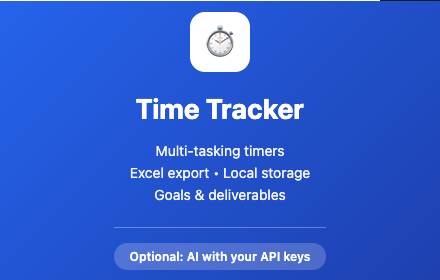 Time Tracker
Multi-tasking timers
Excel export • Local storage
Goals & deliverables
Optional: AI with your API keys